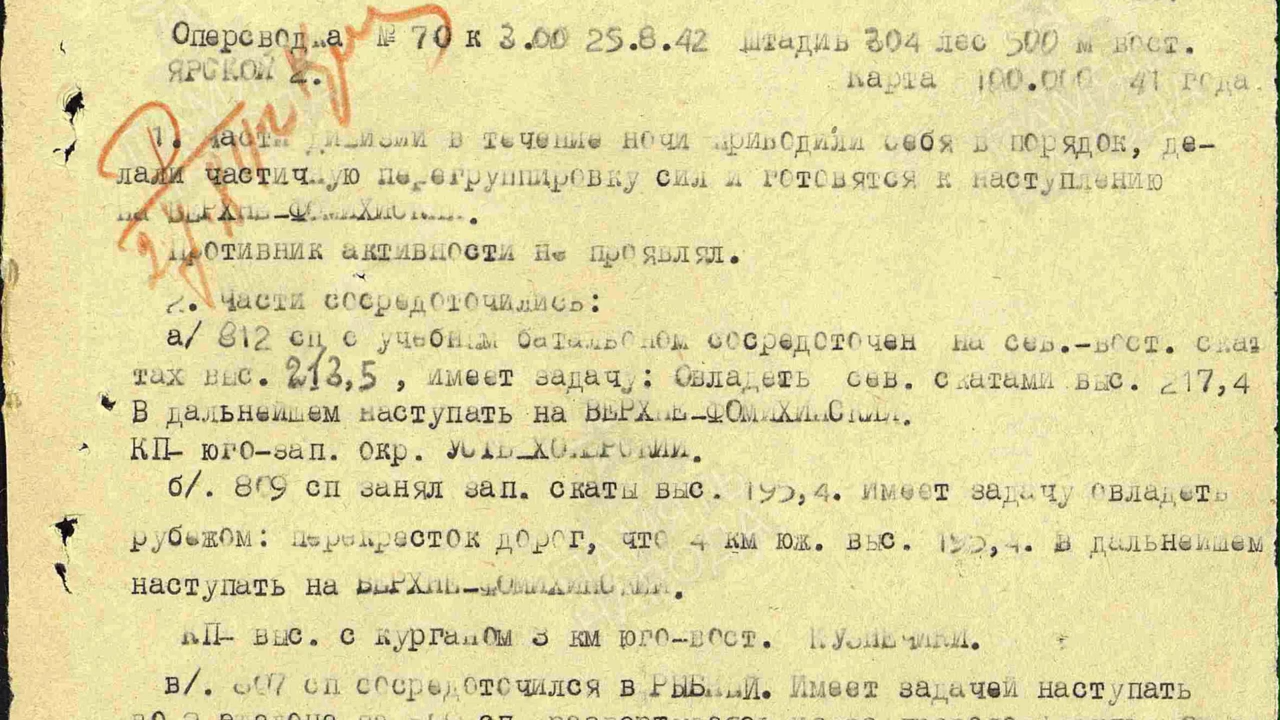 Оперсводка № 70 к 3.00 25.8.42 Штадив 304 лес 500 м вост.
ЯРСКОЙ 2. Карта 100.000 41 года
1. Части дивизии в течение ночи приводили себя в порядок, де-
лали частичную перегруппировку сил и готовятся к наступлению
на ВЕРХНЕ-ФОМИХИНСКИЙ.
Противник активности не проявлял.
2. Части сосредоточились:
а/ 812 сп с учебным батальоном сосредоточен на сев.-вост. скат
тах выс. 213,5 , имеет задачу: Овладеть сев. скатами выс. 217,4
В дальнейшем наступать на ВЕРХНЕ-ФОМИХИНСКИЙ.
КП- юго-зап. окр. УСТЬ_ХОПЕРСКИЙ.
б/. 809 сп занял зап. скаты выс. 195,4. Имеет задачу овладеть
рубежом: перекресток дорог, что 4 км юж. выс. 195,4. В дальнейшем
наступать на ВЕРХНЕ-ФОМИХИНСКИЙ.
КП- выс. с курганом 3 км юго-вост. КУЗНЕЧИКИ.
в/. 807 сп сосредоточился в РЫБНЫЙ. Имеет задачей наступать